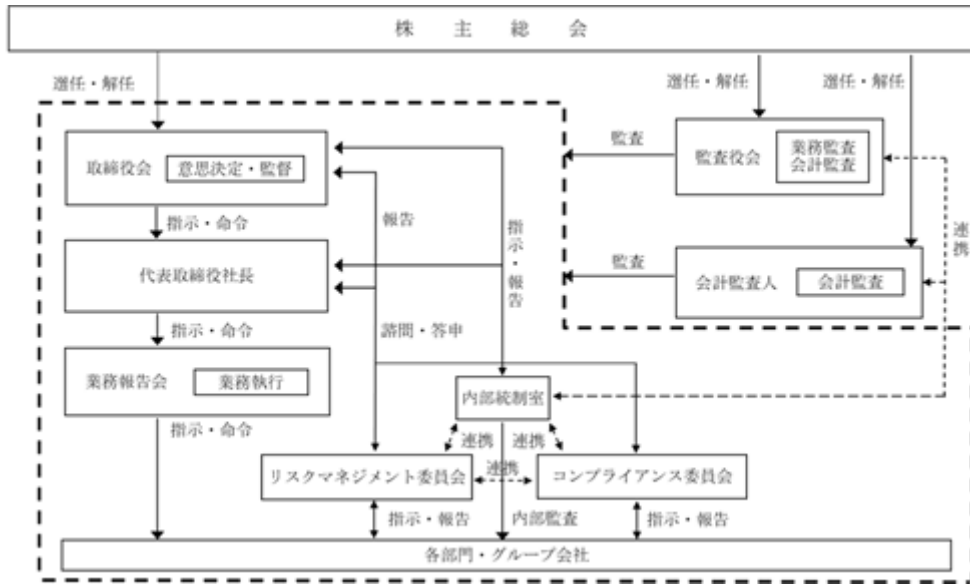 株主総会
選任・解任
選任・解任
選任・解任
取締役会
意思決定・監督
監査
監査役会
業務監査
会計監査
指示・命令
報告
指示・報告
連携
代表取締役社長
監査
会計監査人
会計監査
指示・命令
諮問・答申
業務報告会
業務執行
内部統制室
指示・命令
連携
連携
リスクマネジメント委員会
連携
コンプライアンス委員会
指示・報告
内部監査
指示・報告
各部門・グループ会社